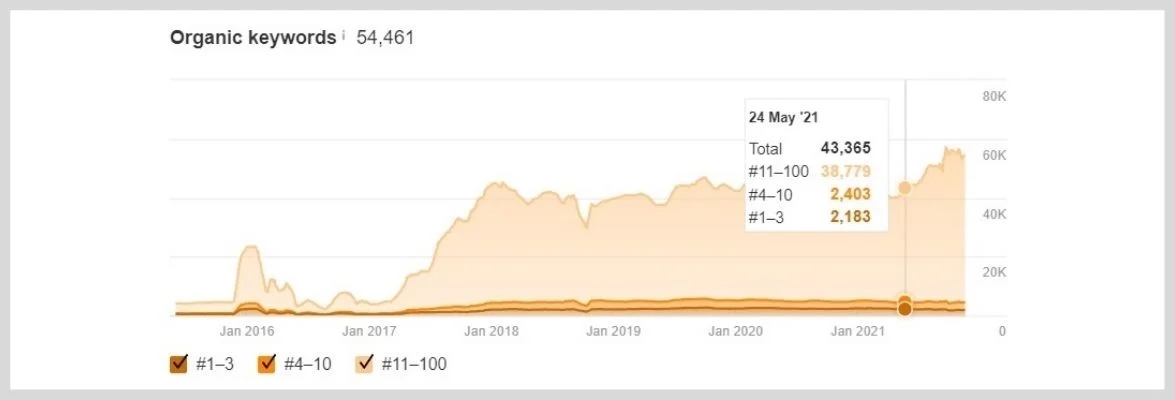 Organic keywords i 54,461
80K
24 May '21
Total 43,365
60K
#11–100 38,779
#4–10 2,403
40K
#1–3 2,183
20K
Jan 2016 Jan 2017 Jan 2018 Jan 2019 Jan 2020 Jan 2021 0
#1–3 #4–10 #11–100